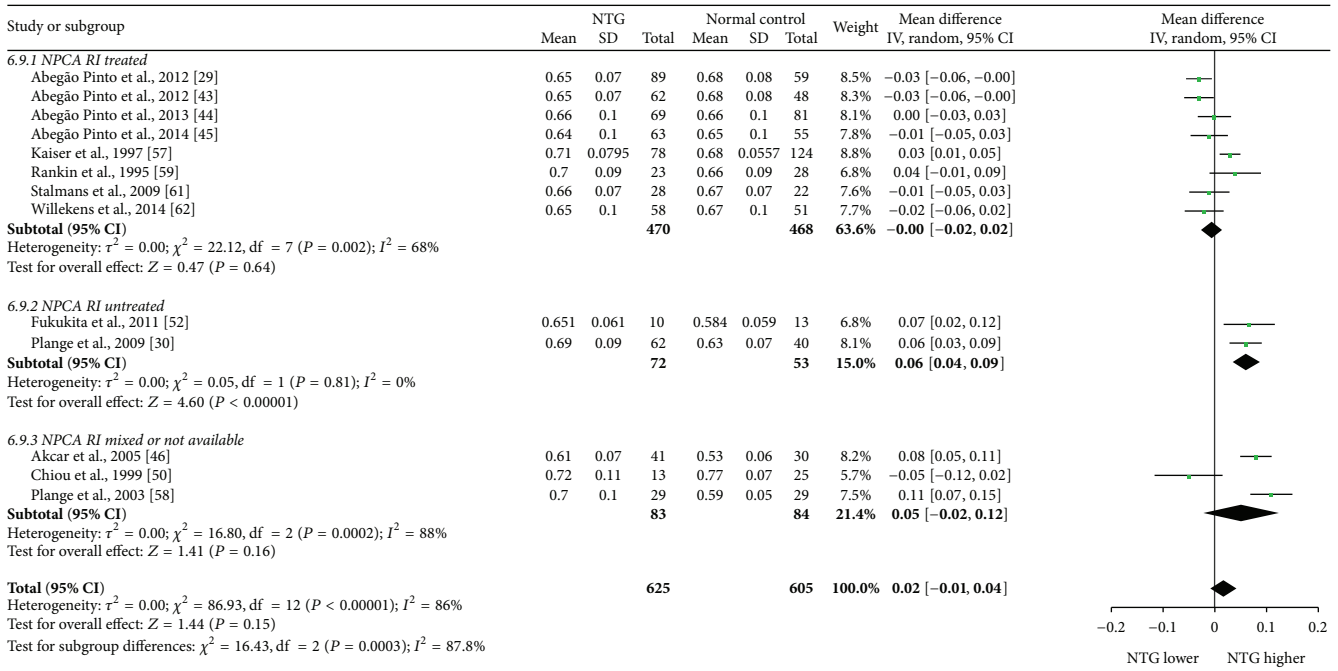 Study or subgroup NTG Normal control Weight Mean difference Mean difference
Mean SD Total Mean SD Total IV, random, 95% CI IV, random, 95% CI
6.9.1 NPCA RI treated
Abegão Pinto et al., 2012 [29] 0.65 0.07 89 0.68 0.08 59 8.5% −0.03 [−0.06, −0.00]
Abegão Pinto et al., 2012 [43] 0.65 0.07 62 0.68 0.08 48 8.3% −0.03 [−0.06, −0.00]
Abegão Pinto et al., 2013 [44] 0.66 0.1 69 0.66 0.1 81 8.1% 0.00 [−0.03, 0.03]
Abegão Pinto et al., 2014 [45] 0.64 0.1 63 0.65 0.1 55 7.8% −0.01 [−0.05, 0.03]
Kaiser et al., 1997 [57] 0.71 0.0795 78 0.68 0.0557 124 8.8% 0.03 [0.01, 0.05]
Rankin et al., 1995 [59] 0.7 0.09 23 0.66 0.09 28 6.8% 0.04 [−0.01, 0.09]
Stalmans et al., 2009 [61] 0.66 0.07 28 0.67 0.07 22 7.7% −0.01 [−0.05, 0.03]
Willekens et al., 2014 [62] 0.65 0.1 58 0.67 0.1 51 7.7% −0.02 [−0.06, 0.02]
Subtotal (95% CI) 470 468 63.6% −0.00 [−0.02, 0.02]
Heterogeneity: τ² = 0.00; χ² = 22.12, df = 7 (P = 0.002); I² = 68%
Test for overall effect: Z = 0.47 (P = 0.64)
6.9.2 NPCA RI untreated
Fukukita et al., 2011 [52] 0.651 0.061 10 0.584 0.059 13 6.8% 0.07 [0.02, 0.12]
Plange et al., 2009 [30] 0.69 0.09 62 0.63 0.07 40 8.1% 0.06 [0.03, 0.09]
Subtotal (95% CI) 72 53 15.0% 0.06 [0.04, 0.09]
Heterogeneity: τ² = 0.00; χ² = 0.05, df = 1 (P = 0.81); I² = 0%
Test for overall effect: Z = 4.60 (P < 0.00001)
6.9.3 NPCA RI mixed or not available
Akcar et al., 2005 [46] 0.61 0.07 41 0.53 0.06 30 8.2% 0.08 [0.05, 0.11]
Chiou et al., 1999 [50] 0.72 0.11 13 0.77 0.07 25 5.7% −0.05 [−0.12, 0.02]
Plange et al., 2003 [58] 0.7 0.1 29 0.59 0.05 29 7.5% 0.11 [0.07, 0.15]
Subtotal (95% CI) 83 84 21.4% 0.05 [−0.02, 0.12]
Heterogeneity: τ² = 0.00; χ² = 16.80, df = 2 (P = 0.0002); I² = 88%
Test for overall effect: Z = 1.41 (P = 0.16)
Total (95% CI) 625 605 100.0% 0.02 [−0.01, 0.04]
Heterogeneity: τ² = 0.00; χ² = 86.93, df = 12 (P < 0.00001); I² = 86%
Test for overall effect: Z = 1.44 (P = 0.15)
Test for subgroup differences: χ² = 16.43, df = 2 (P = 0.0003); I² = 87.8%
−0.2 −0.1 0 0.1 0.2
NTG lower NTG higher